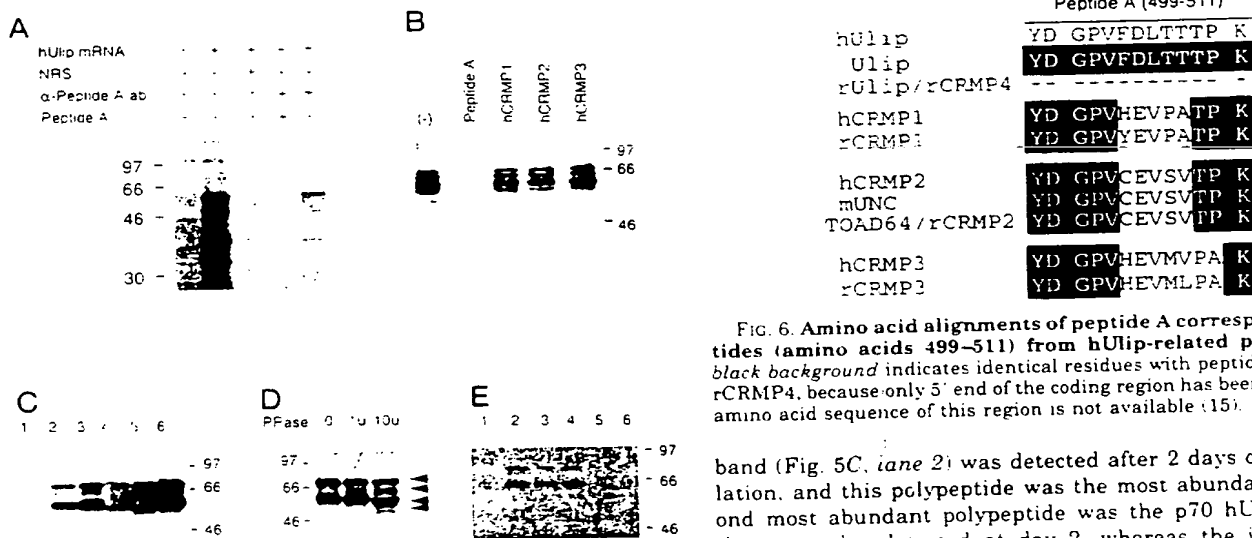 A
hUlip mRNA - + + + +
NRS - - + - -
α-Peptide A ab - - - + +
Peptide A - - - + -
97
66
46
30
B
(-)
Peptide A
hCRMP1
hCRMP2
hCRMP3
97
66
46
C
1 2 3 4 5 6
97
66
46
D
PPase 0 1u 10u
97
66
46
E
1 2 3 4 5 6
97
66
46
Peptide A (499-511)
hUlip YD GPVFDLTTTP K
Ulip YD GPVFDLTTTP K
rUlip/rCRMP4 -- ---------- -
hCRMP1 YD GPVHEVPATP K
rCRMP1 YD GPVYEVPATP K
hCRMP2 YD GPVCEVSVTP K
mUNC YD GPVCEVSVTP K
TOAD64/rCRMP2 YD GPVCEVSVTP K
hCRMP3 YD GPVHEVMVPA K
rCRMP3 YD GPVHEVMLPA K
FIG. 6. Amino acid alignments of peptide A corresp
tides (amino acids 499–511) from hUlip-related p
black background indicates identical residues with peptid
rCRMP4, because only 5' end of the coding region has been
amino acid sequence of this region is not available (15).
band (Fig. 5C, lane 2) was detected after 2 days o
lation, and this polypeptide was the most abunda
ond most abundant polypeptide was the p70 hU